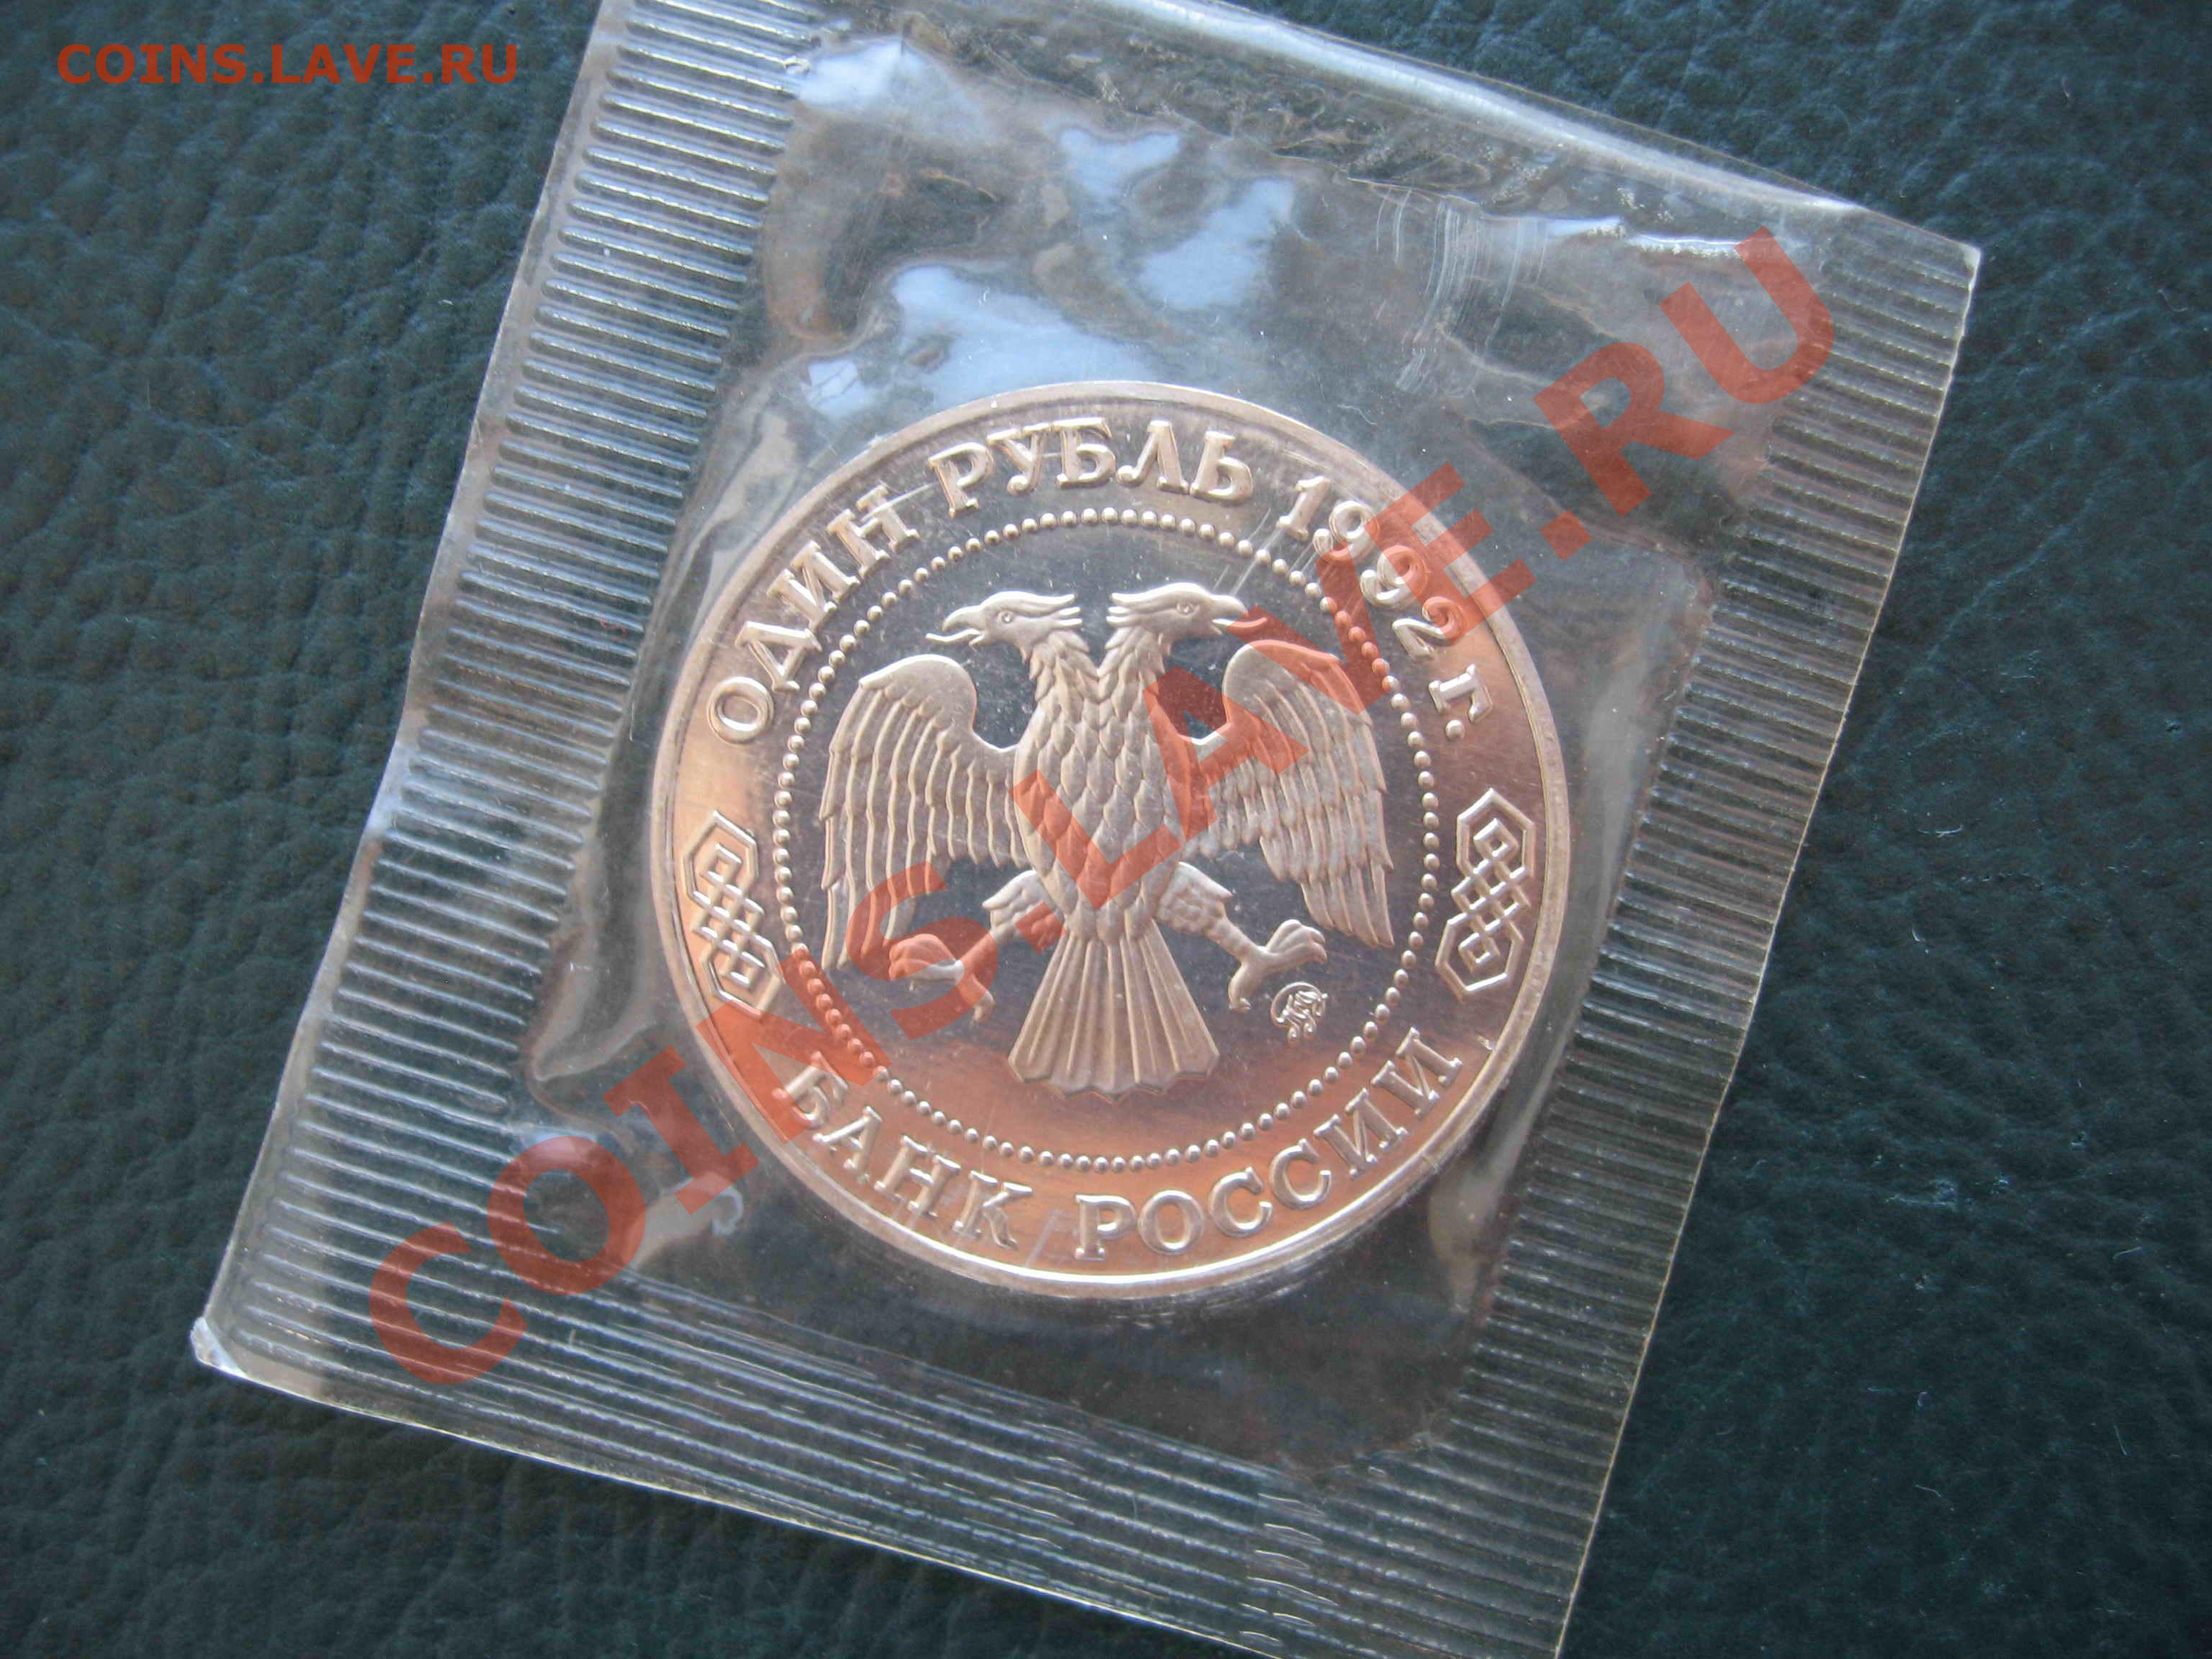 COINS.LAVE.RU
ОДИН РУБЛЬ 1992 г.
БАНК РОССИИ
COINS.LAVE.RU